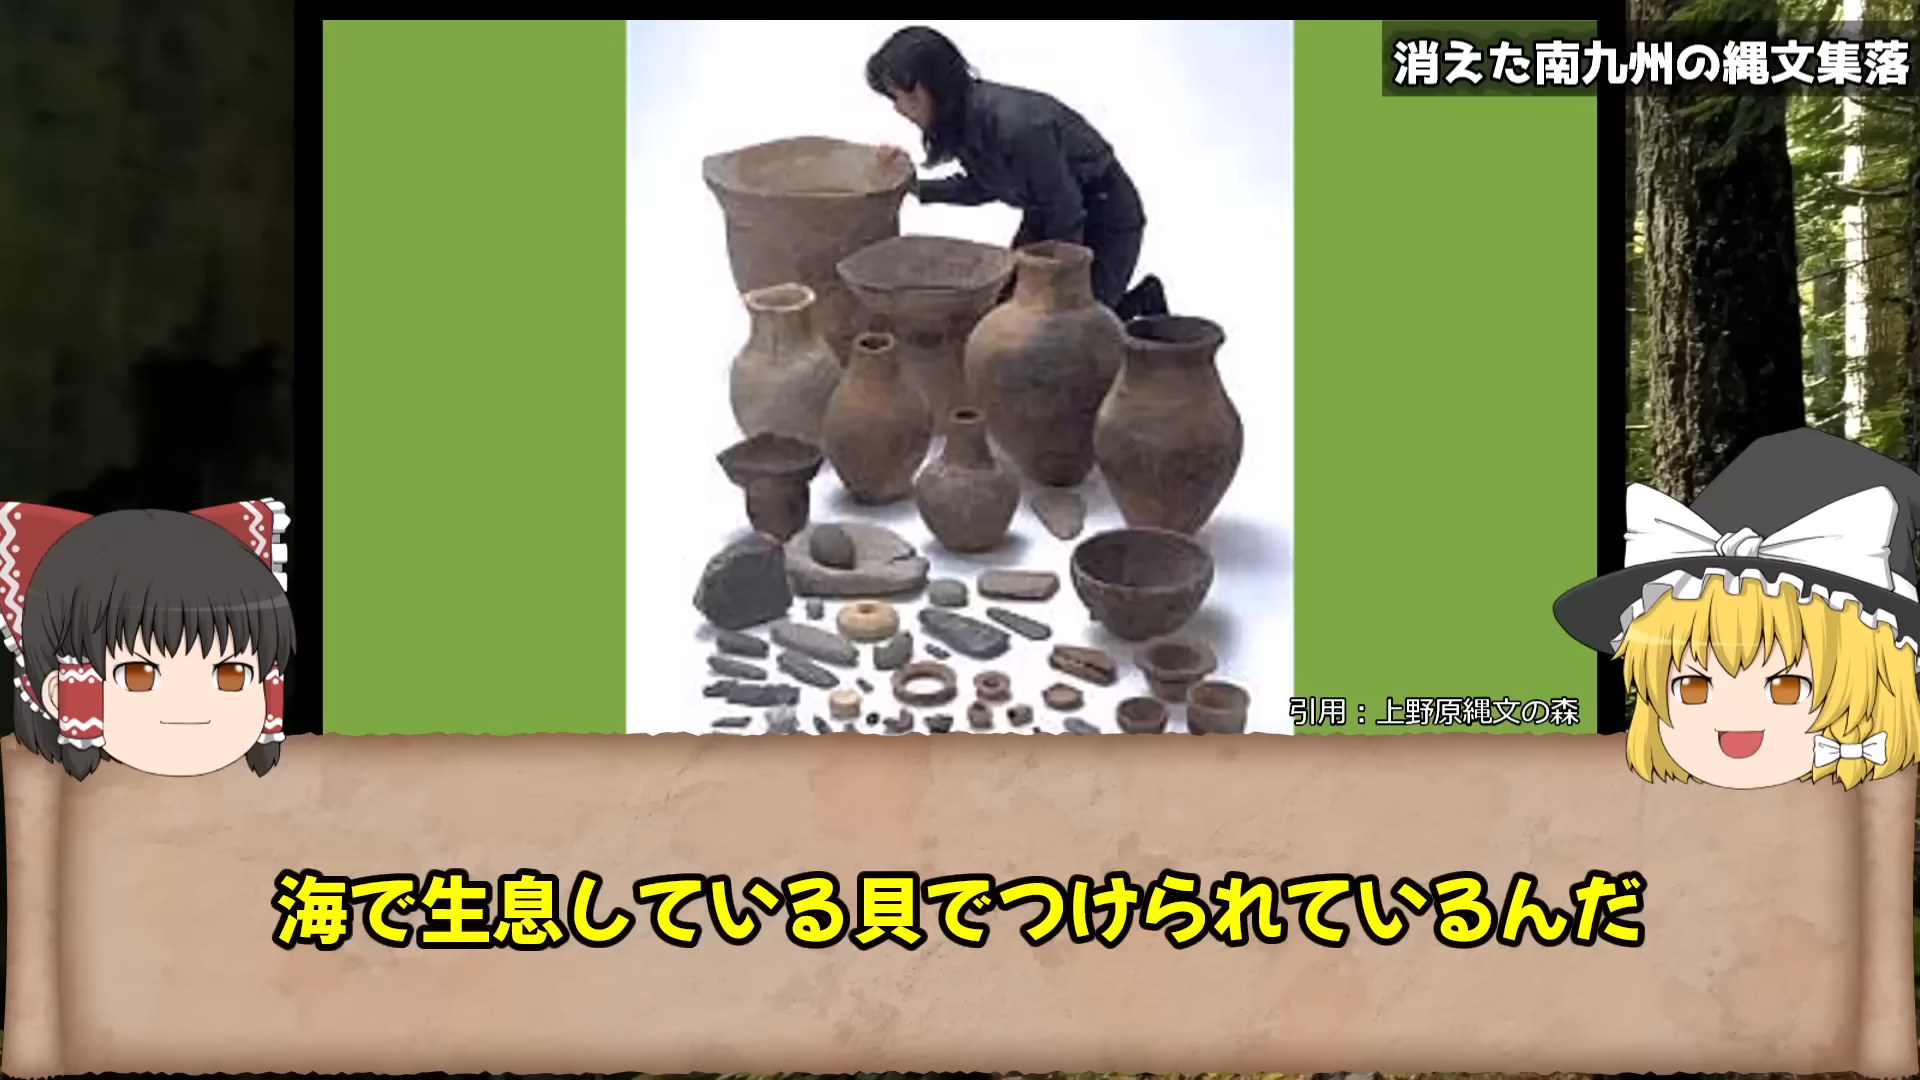 消えた南九州の縄文集落
引用：上野原縄文の森
海で生息している貝でつけられているんだ